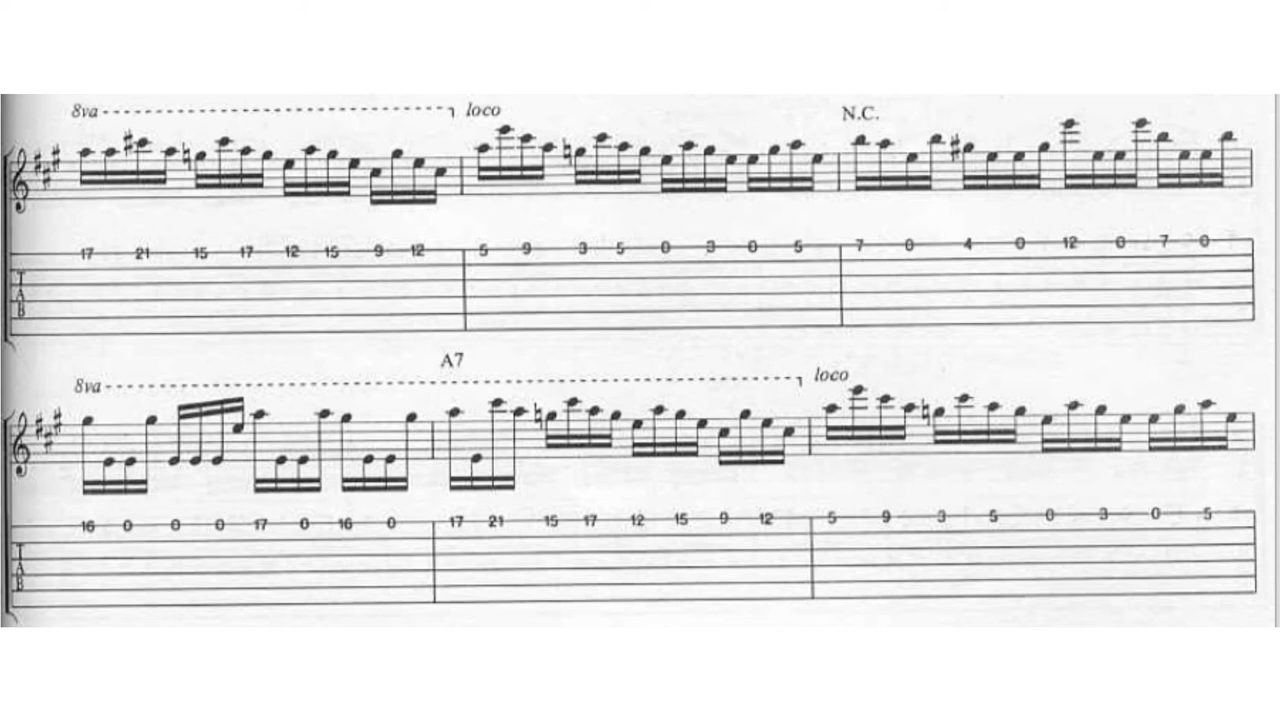 8va loco N.C.
17 21 15 17 12 15 9 12 5 9 3 5 0 3 0 5 7 0 4 0 12 0 7 0
T
A
B
A7
8va loco
16 0 0 0 17 0 16 0 17 21 15 17 12 15 9 12 5 9 3 5 0 3 0 5
T
A
B